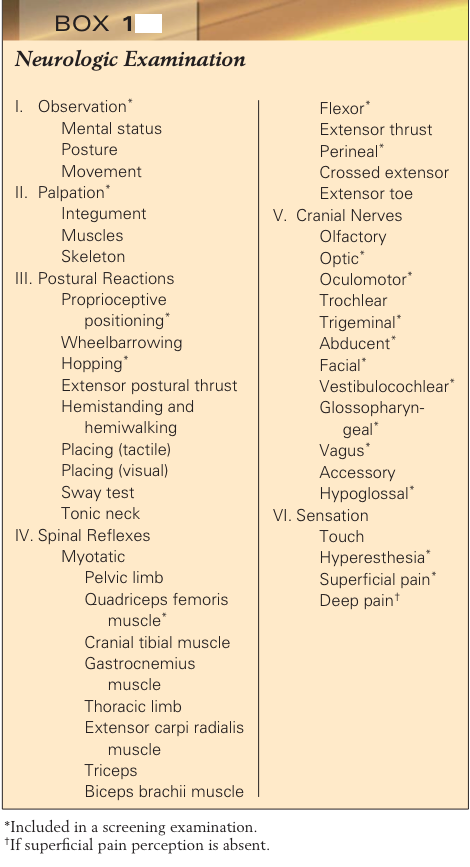 BOX 1
Neurologic Examination
I. Observation*
Mental status
Posture
Movement
II. Palpation*
Integument
Muscles
Skeleton
III. Postural Reactions
Proprioceptive
positioning*
Wheelbarrowing
Hopping*
Extensor postural thrust
Hemistanding and
hemiwalking
Placing (tactile)
Placing (visual)
Sway test
Tonic neck
IV. Spinal Reflexes
Myotatic
Pelvic limb
Quadriceps femoris
muscle*
Cranial tibial muscle
Gastrocnemius
muscle
Thoracic limb
Extensor carpi radialis
muscle
Triceps
Biceps brachii muscle
Flexor*
Extensor thrust
Perineal*
Crossed extensor
Extensor toe
V. Cranial Nerves
Olfactory
Optic*
Oculomotor*
Trochlear
Trigeminal*
Abducent*
Facial*
Vestibulocochlear*
Glossopharyn-
geal*
Vagus*
Accessory
Hypoglossal*
VI. Sensation
Touch
Hyperesthesia*
Superficial pain*
Deep pain†
*Included in a screening examination.
†If superficial pain perception is absent.